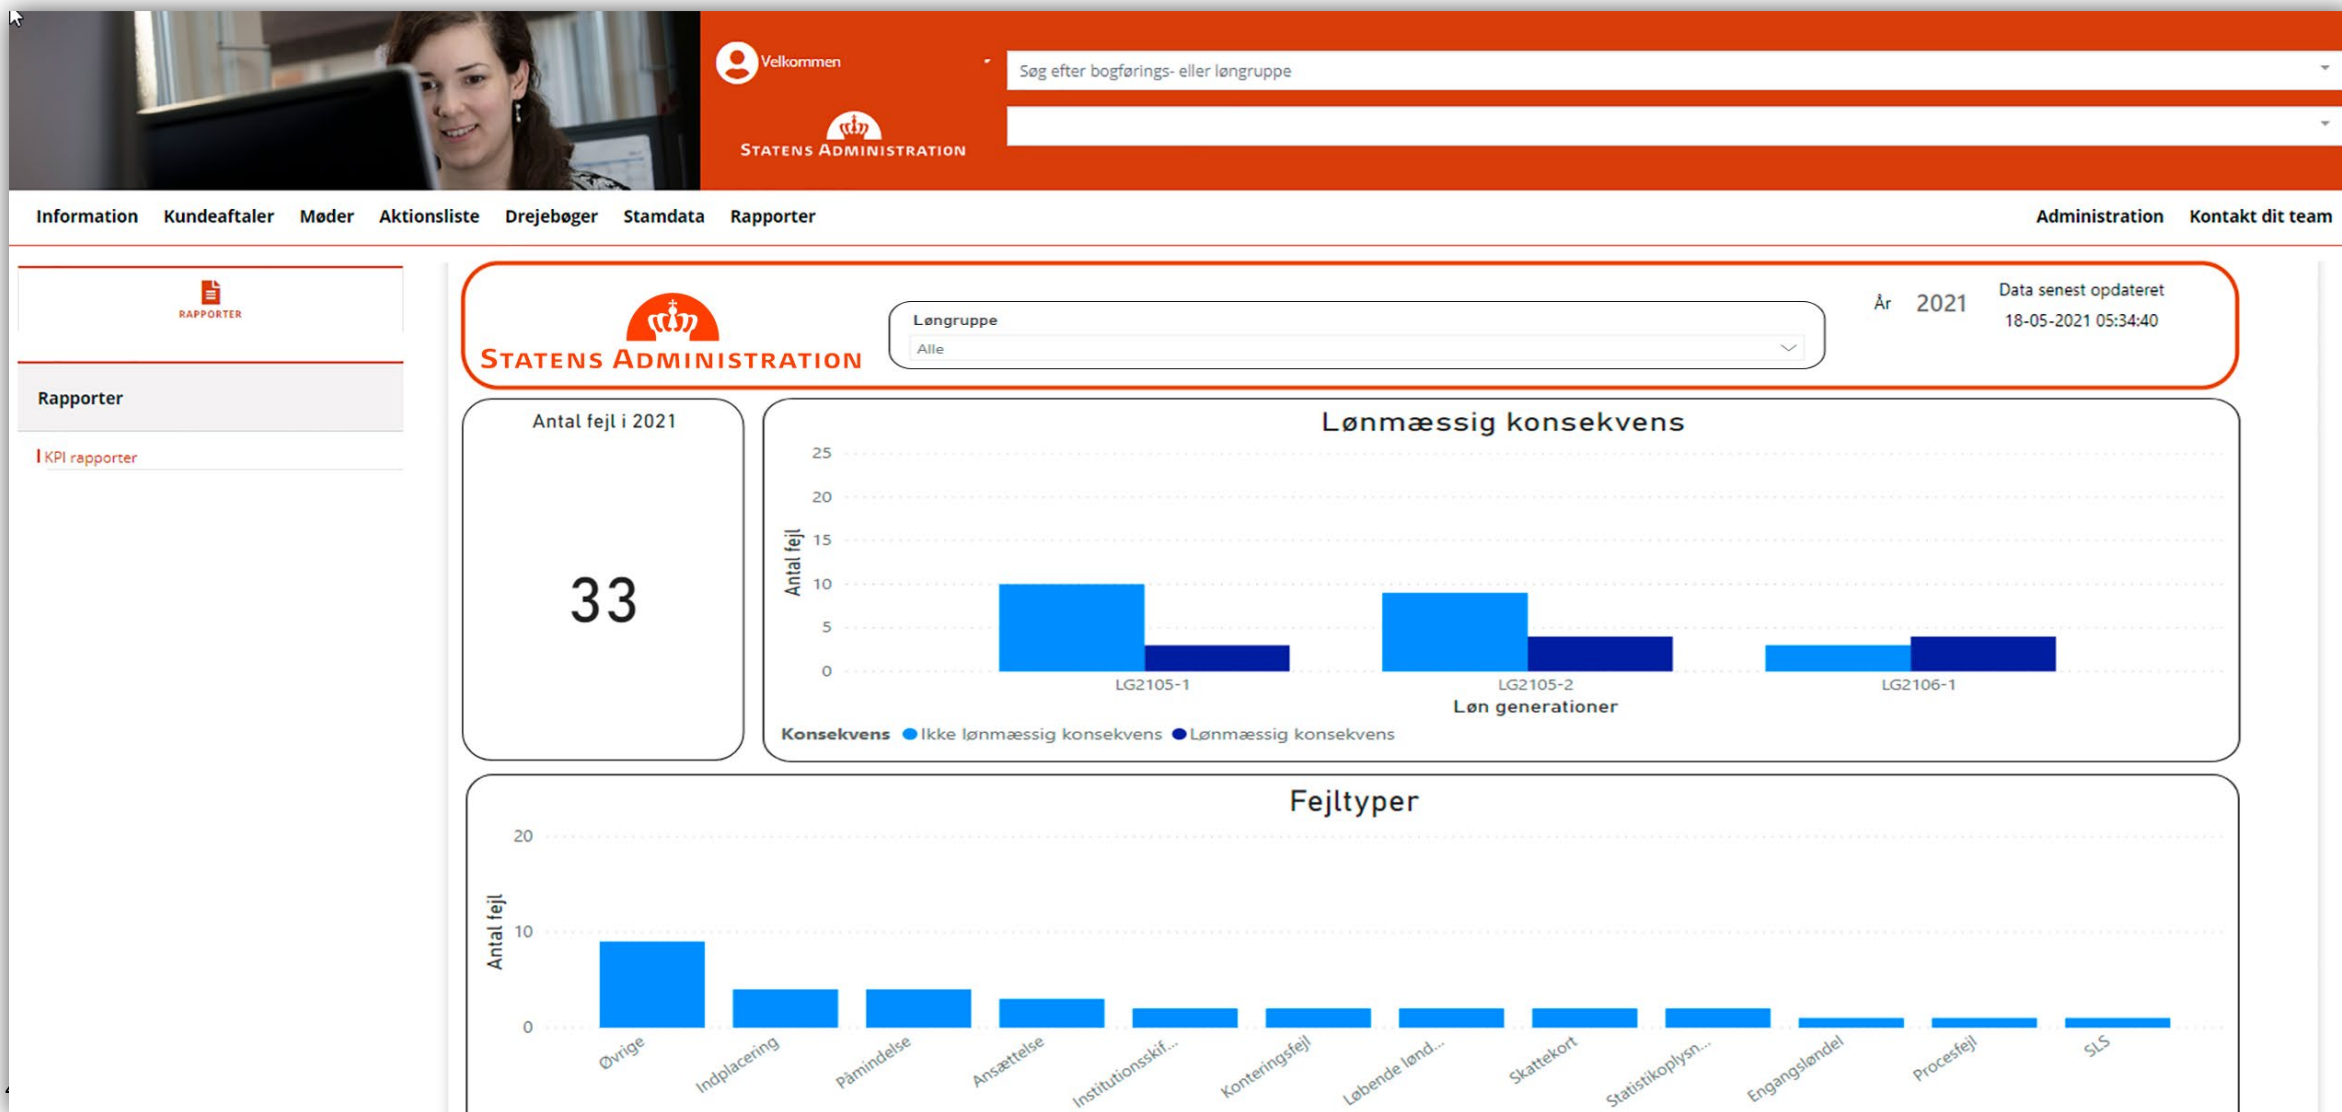 Velkommen
Søg efter bogførings- eller løngruppe
STATENS ADMINISTRATION
Information Kundeaftaler Møder Aktionsliste Drejebøger Stamdata Rapporter Administration Kontakt dit team
RAPPORTER
Rapporter
KPI rapporter
STATENS ADMINISTRATION
Løngruppe
Alle
År 2021
Data senest opdateret
18-05-2021 05:34:40
Antal fejl i 2021
33
Lønmæssig konsekvens
Antal fejl
25
20
15
10
5
0
LG2105-1 LG2105-2 LG2106-1
Løn generationer
Konsekvens Ikke lønmæssig konsekvens Lønmæssig konsekvens
Fejltyper
Antal fejl
20
10
0
Øvrige
Indplacering
Påmindelse
Ansættelse
Institutionsskif...
Konteringsfejl
Løbende lønd...
Skattekort
Statistikoplysn...
Engangsløndel
Procesfejl
SLS